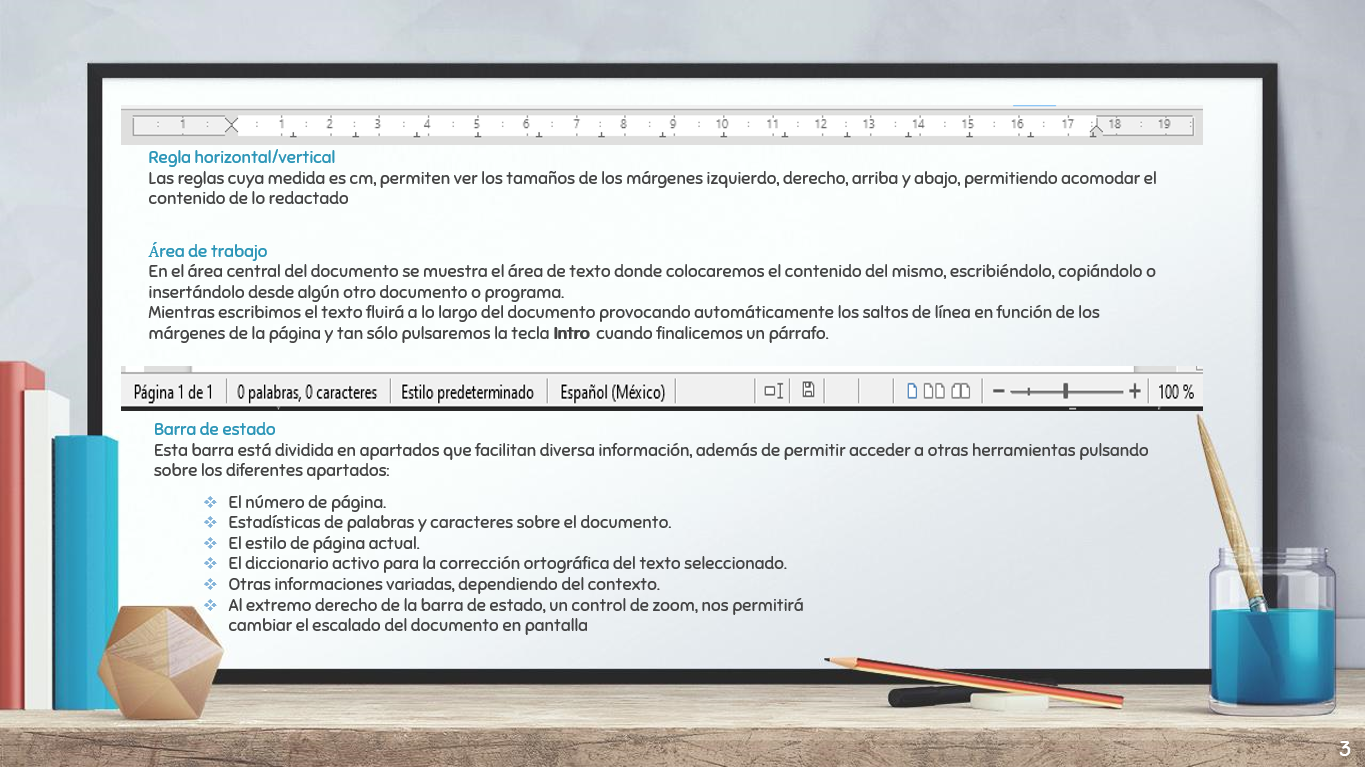 1 1 2 3 4 5 6 7 8 9 10 11 12 13 14 15 16 17 18 19
Regla horizontal/vertical
Las reglas cuya medida es cm, permiten ver los tamaños de los márgenes izquierdo, derecho, arriba y abajo, permitiendo acomodar el
contenido de lo redactado
Área de trabajo
En el área central del documento se muestra el área de texto donde colocaremos el contenido del mismo, escribiéndolo, copiándolo o
insertándolo desde algún otro documento o programa.
Mientras escribimos el texto fluirá a lo largo del documento provocando automáticamente los saltos de línea en función de los
márgenes de la página y tan sólo pulsaremos la tecla Intro cuando finalicemos un párrafo.
Página 1 de 1 0 palabras, 0 caracteres Estilo predeterminado Español (México) 100 %
Barra de estado
Esta barra está dividida en apartados que facilitan diversa información, además de permitir acceder a otras herramientas pulsando
sobre los diferentes apartados:
❖ El número de página.
❖ Estadísticas de palabras y caracteres sobre el documento.
❖ El estilo de página actual.
❖ El diccionario activo para la corrección ortográfica del texto seleccionado.
❖ Otras informaciones variadas, dependiendo del contexto.
❖ Al extremo derecho de la barra de estado, un control de zoom, nos permitirá
cambiar el escalado del documento en pantalla
3